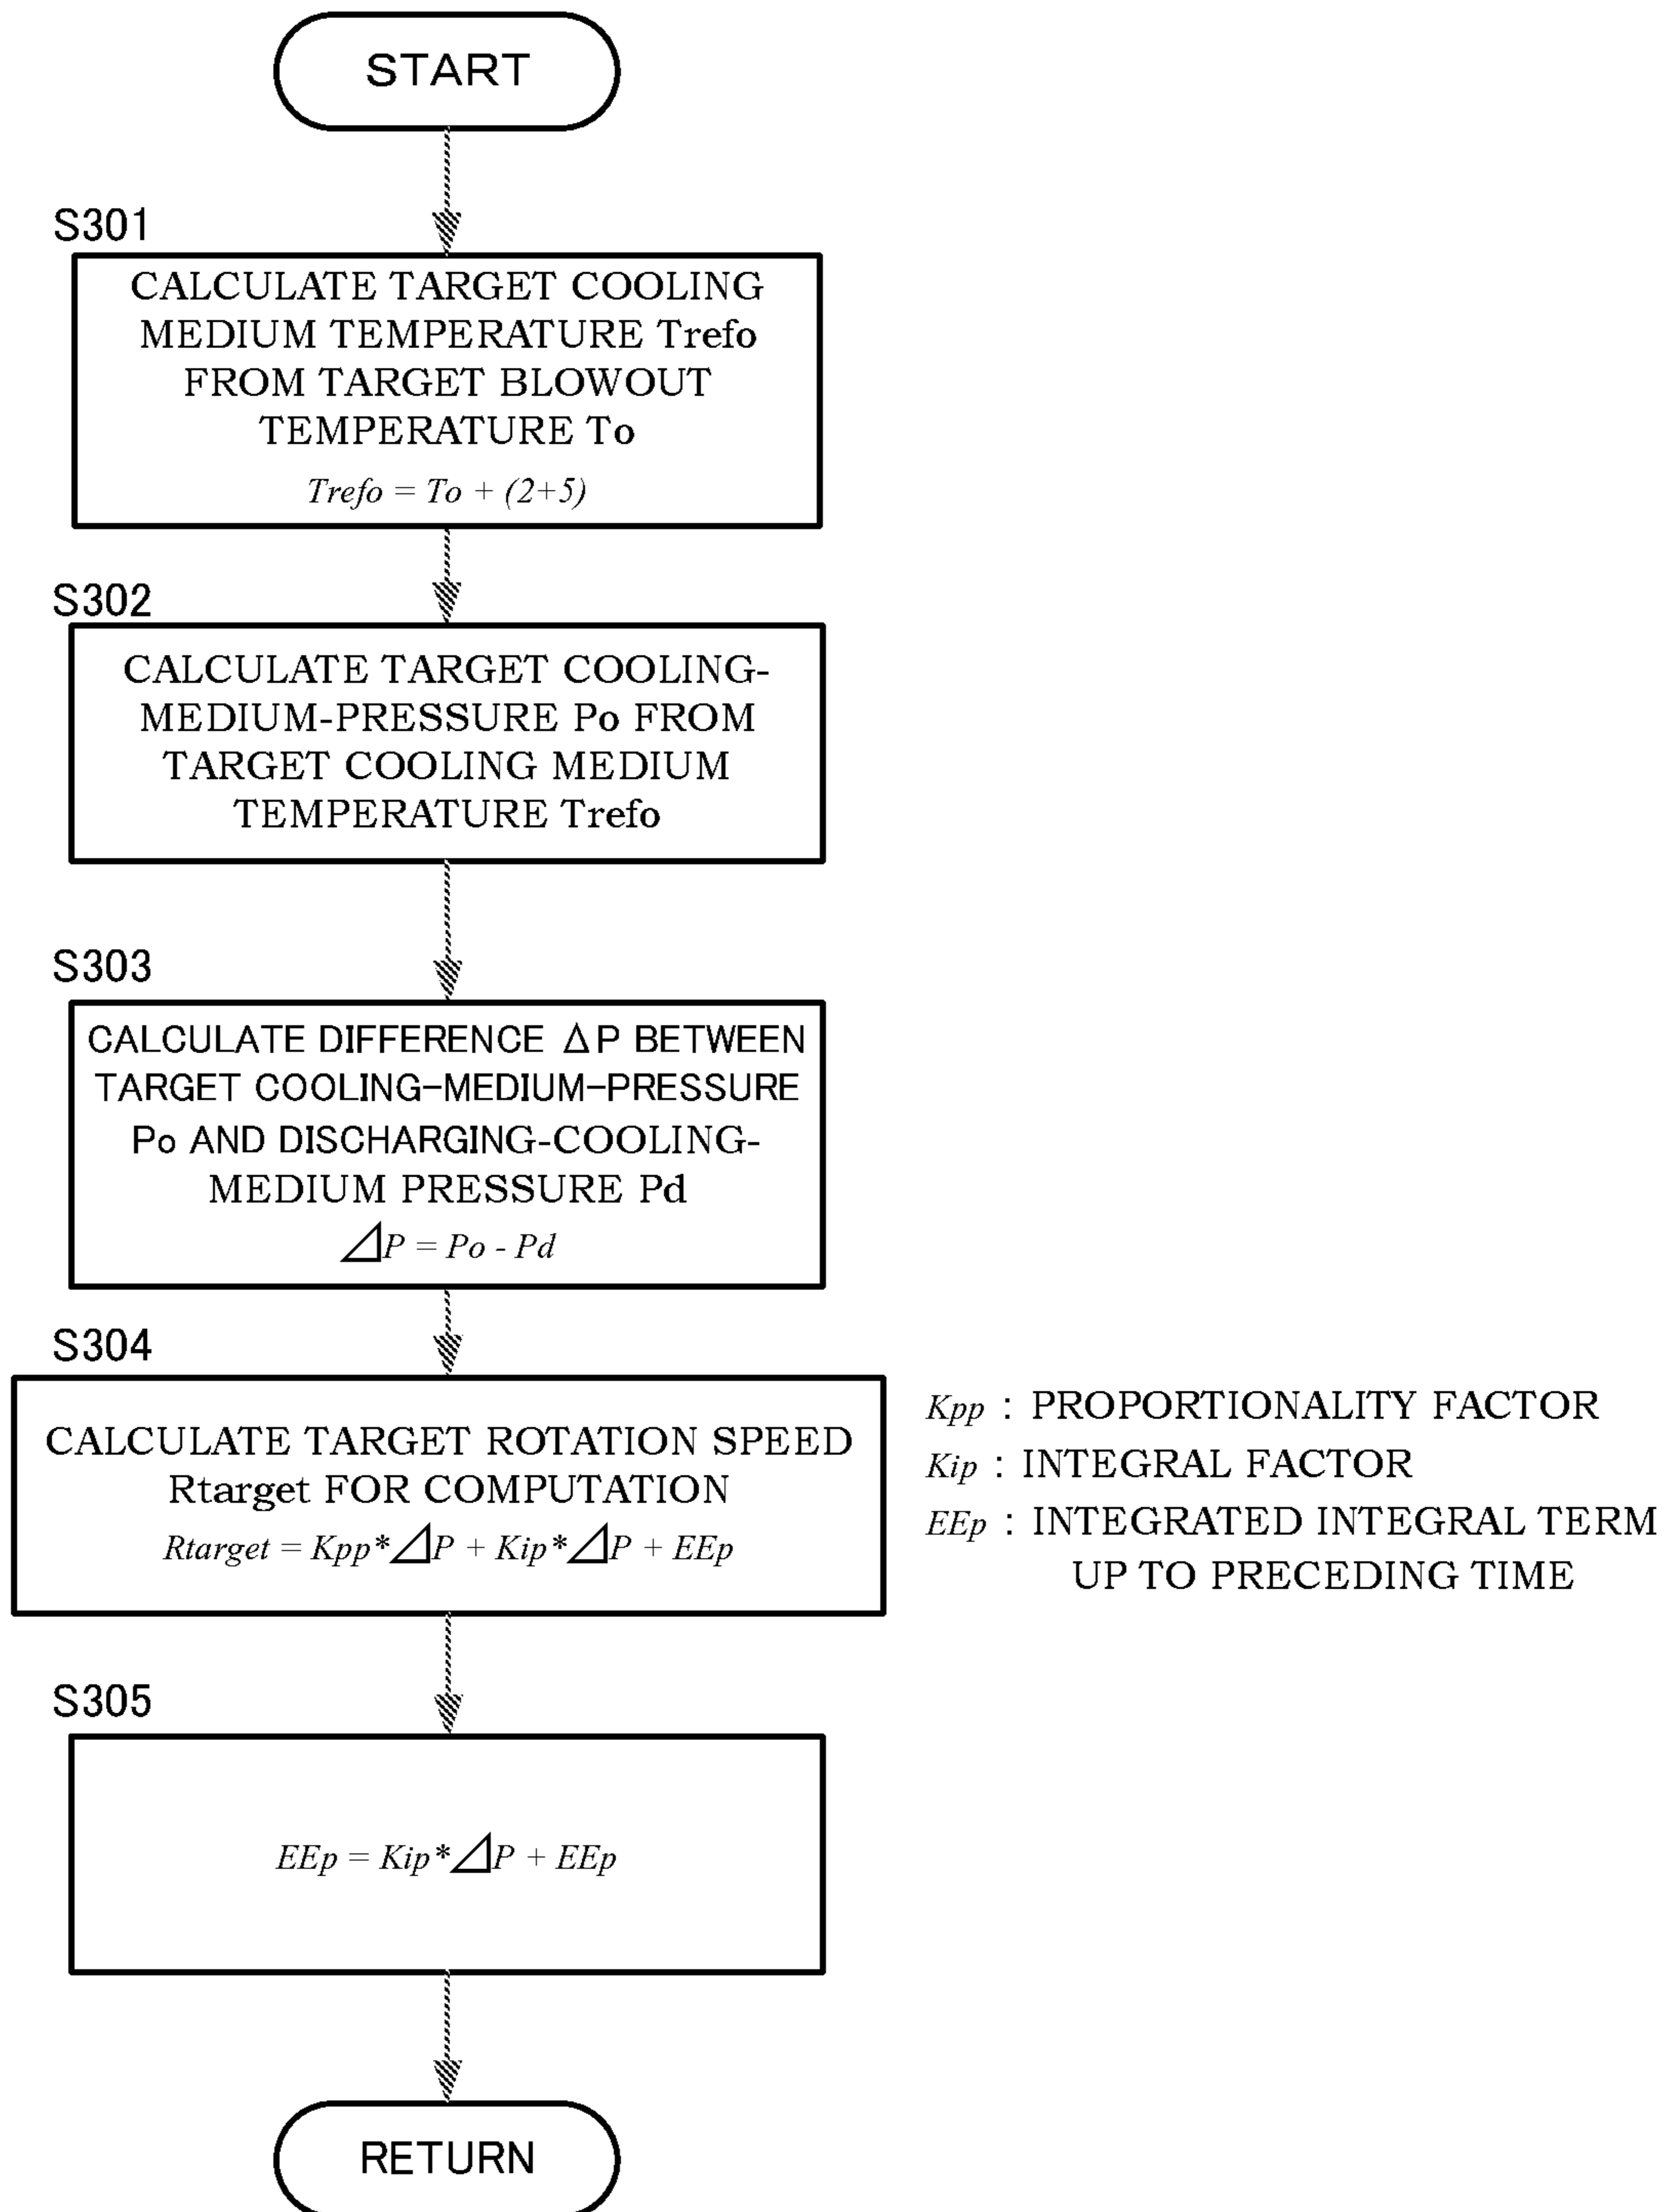 START
S301
CALCULATE TARGET COOLING
MEDIUM TEMPERATURE Trefo
FROM TARGET BLOWOUT
TEMPERATURE To
Trefo = To + (2+5)
S302
CALCULATE TARGET COOLING-
MEDIUM-PRESSURE Po FROM
TARGET COOLING MEDIUM
TEMPERATURE Trefo
S303
CALCULATE DIFFERENCE ΔP BETWEEN
TARGET COOLING-MEDIUM-PRESSURE
Po AND DISCHARGING-COOLING-
MEDIUM PRESSURE Pd
⊿P = Po - Pd
S304
CALCULATE TARGET ROTATION SPEED
Rtarget FOR COMPUTATION
Rtarget = Kpp*⊿P + Kip*⊿P + EEp
Kpp : PROPORTIONALITY FACTOR
Kip : INTEGRAL FACTOR
EEp : INTEGRATED INTEGRAL TERM
UP TO PRECEDING TIME
S305
EEp = Kip*⊿P + EEp
RETURN